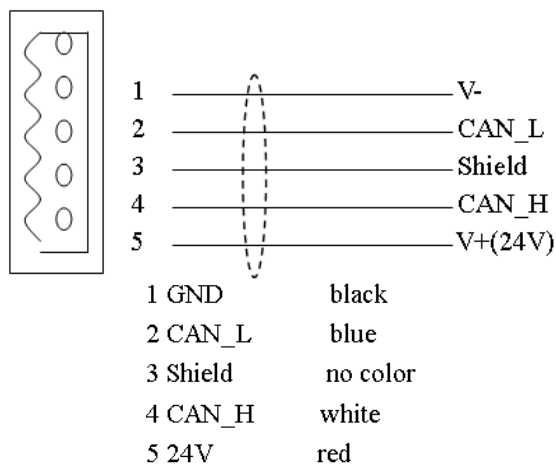 1 V-
2 CAN_L
3 Shield
4 CAN_H
5 V+(24V)
1 GND black
2 CAN_L blue
3 Shield no color
4 CAN_H white
5 24V red